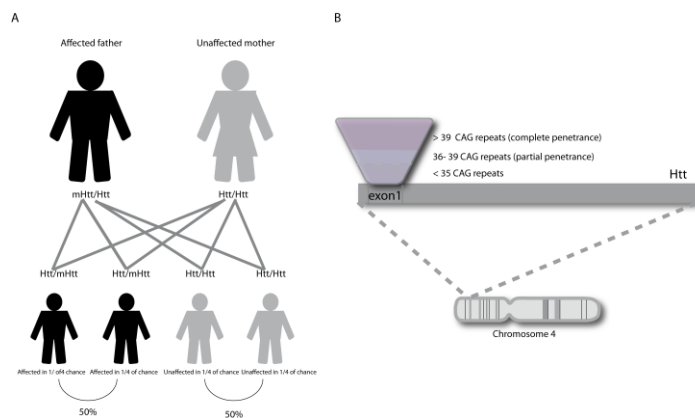 A
Affected father
Unaffected mother
mHtt/Htt
Htt/Htt
Htt/mHtt
Htt/mHtt
Htt/Htt
Htt/Htt
Affected in 1/ of4 chance
Affected in 1/4 of chance
Unaffected in 1/4 of chance
Unaffected in 1/4 of chance
50%
50%
B
> 39 CAG repeats (complete penetrance)
36- 39 CAG repeats (partial penetrance)
< 35 CAG repeats
Htt
exon1
Chromosome 4